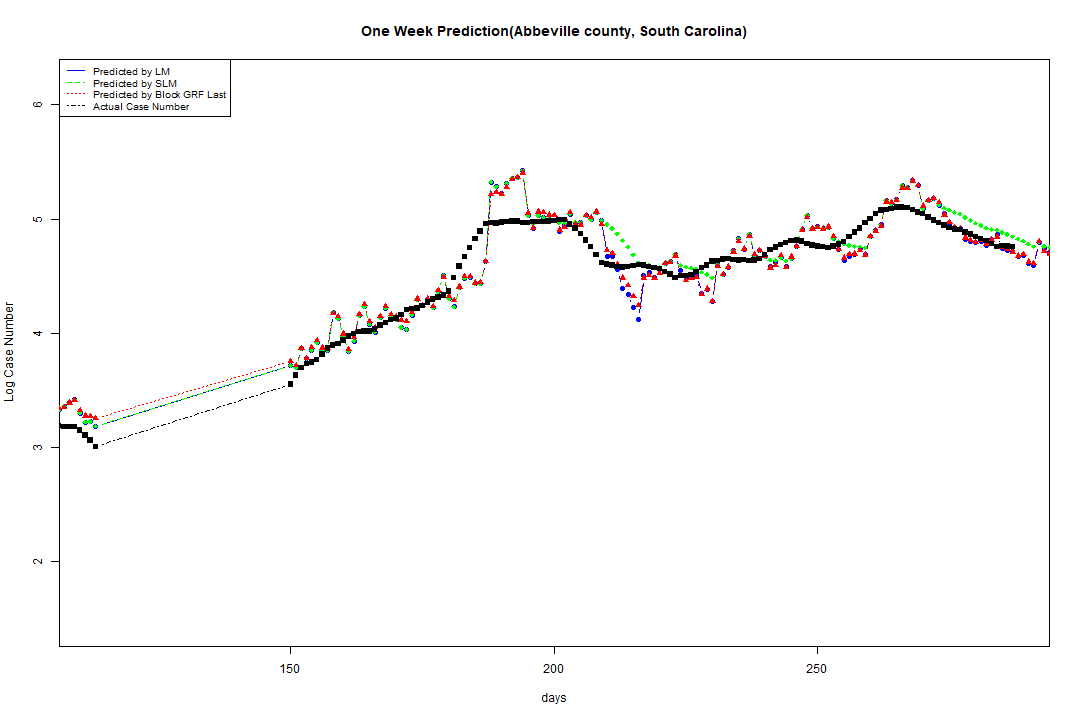 One Week Prediction(Abbeville county, South Carolina)
Predicted by LM
Predicted by SLM
Predicted by Block GRF Last
Actual Case Number
6
5
4
3
2
Log Case Number
150
200
250
days